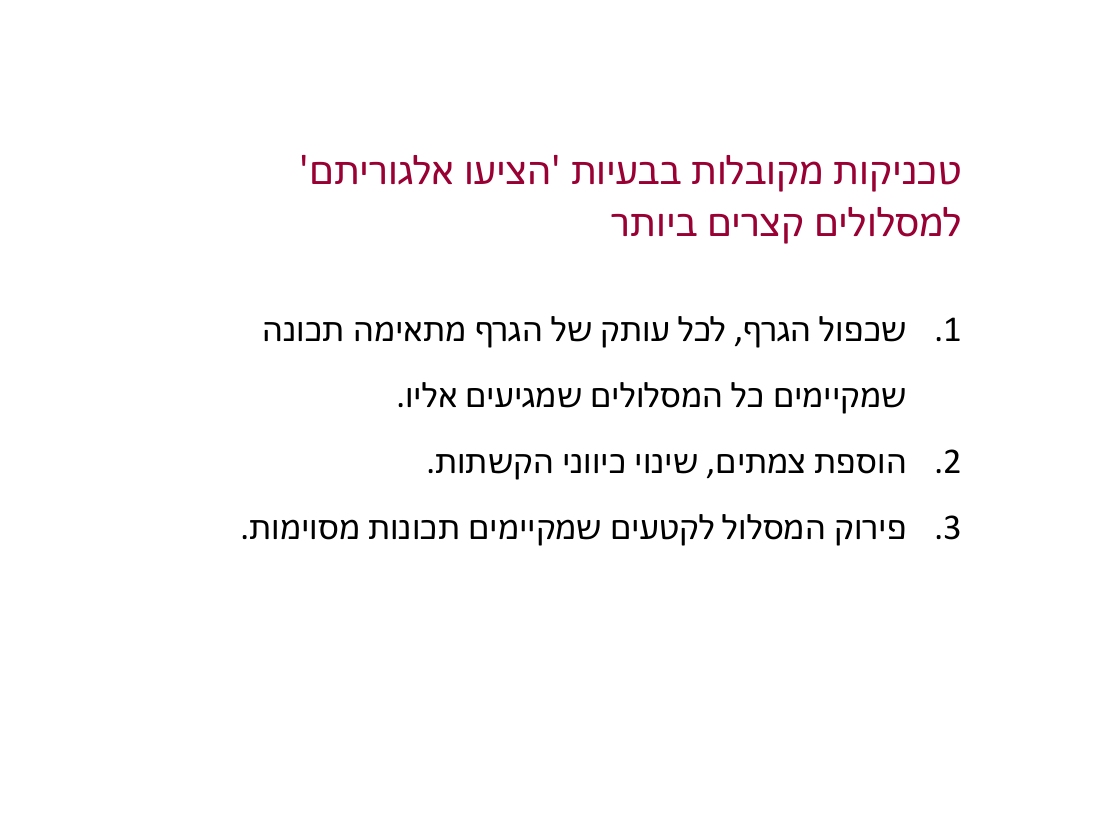 טכניקות מקובלות בבעיות 'הציעו אלגוריתם'
למסלולים קצרים ביותר
1. שכפול הגרף, לכל עותק של הגרף מתאימה תכונה
שמקיימים כל המסלולים שמגיעים אליו.
2. הוספת צמתים, שינוי כיווני הקשתות.
3. פירוק המסלול לקטעים שמקיימים תכונות מסוימות.